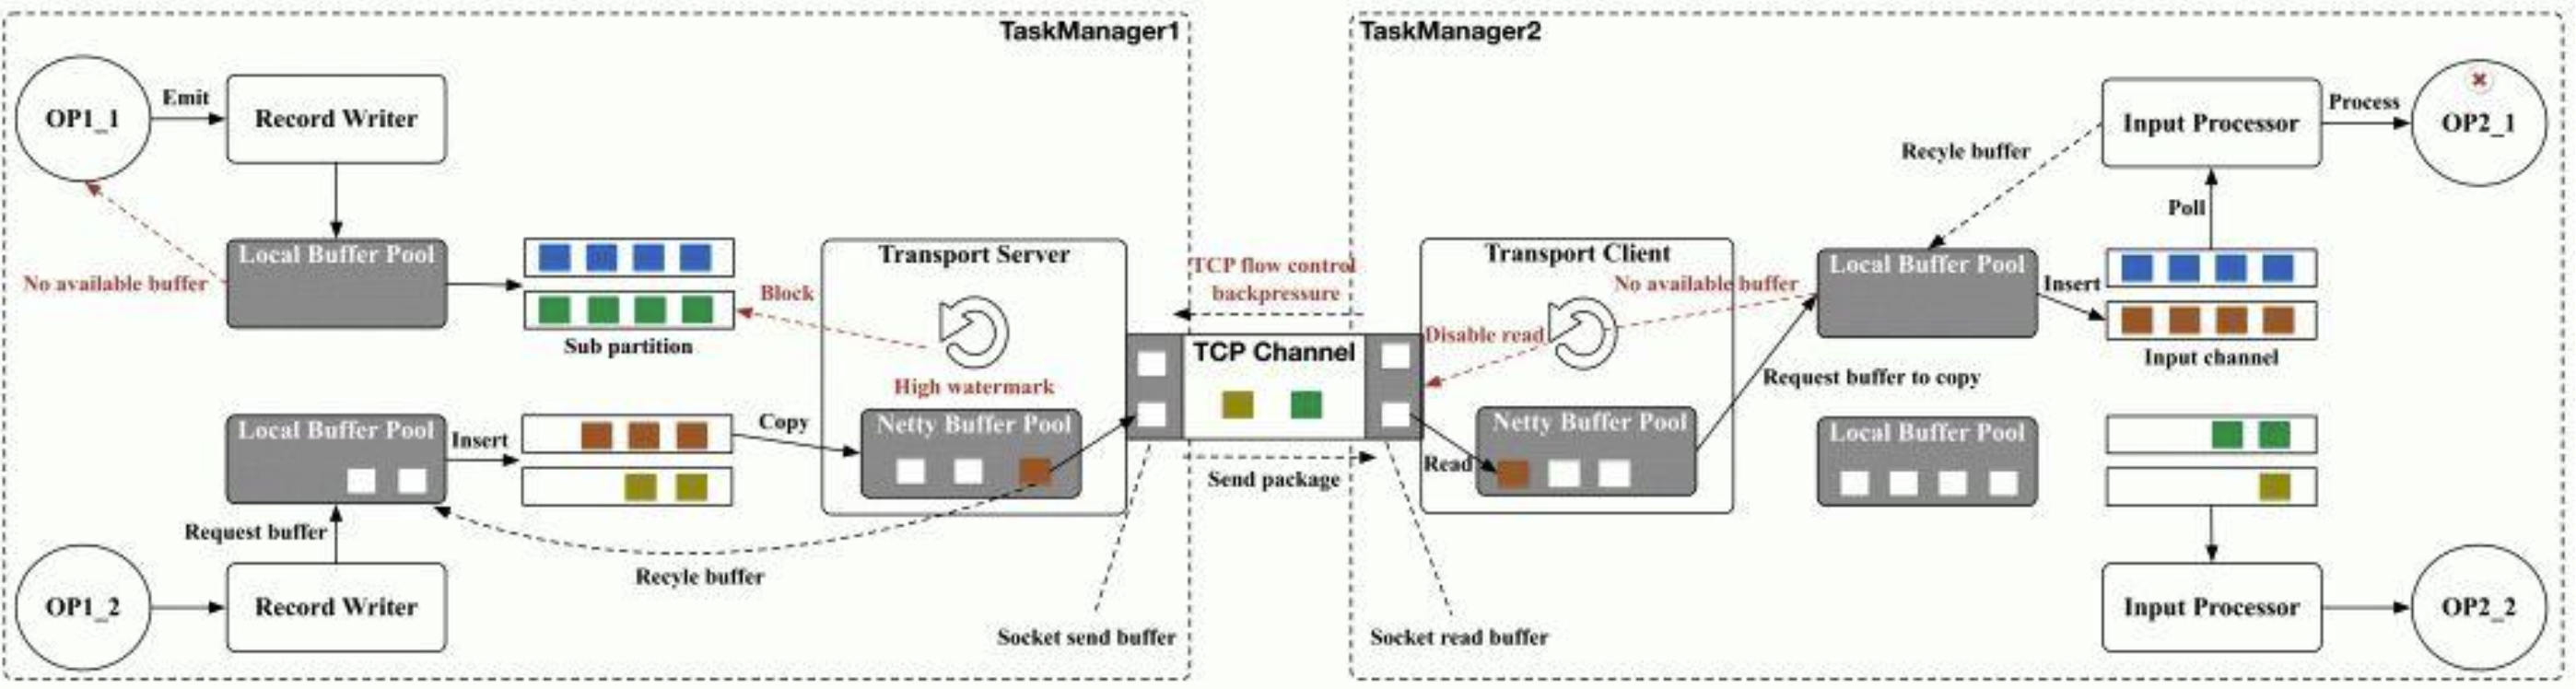 TaskManager1
TaskManager2
OP1_1
Emit
Record Writer
Input Processor
Process
OP2_1
Recyle buffer
Poll
No available buffer
Local Buffer Pool
Sub partition
Block
Transport Server
High watermark
TCP flow control
backpressure
Transport Client
No available buffer
Disable read
Local Buffer Pool
Insert
Input channel
TCP Channel
Request buffer to copy
Local Buffer Pool
Insert
Copy
Netty Buffer Pool
Send package
Read
Netty Buffer Pool
Local Buffer Pool
Request buffer
Recyle buffer
OP1_2
Record Writer
Socket send buffer
Socket read buffer
Input Processor
OP2_2